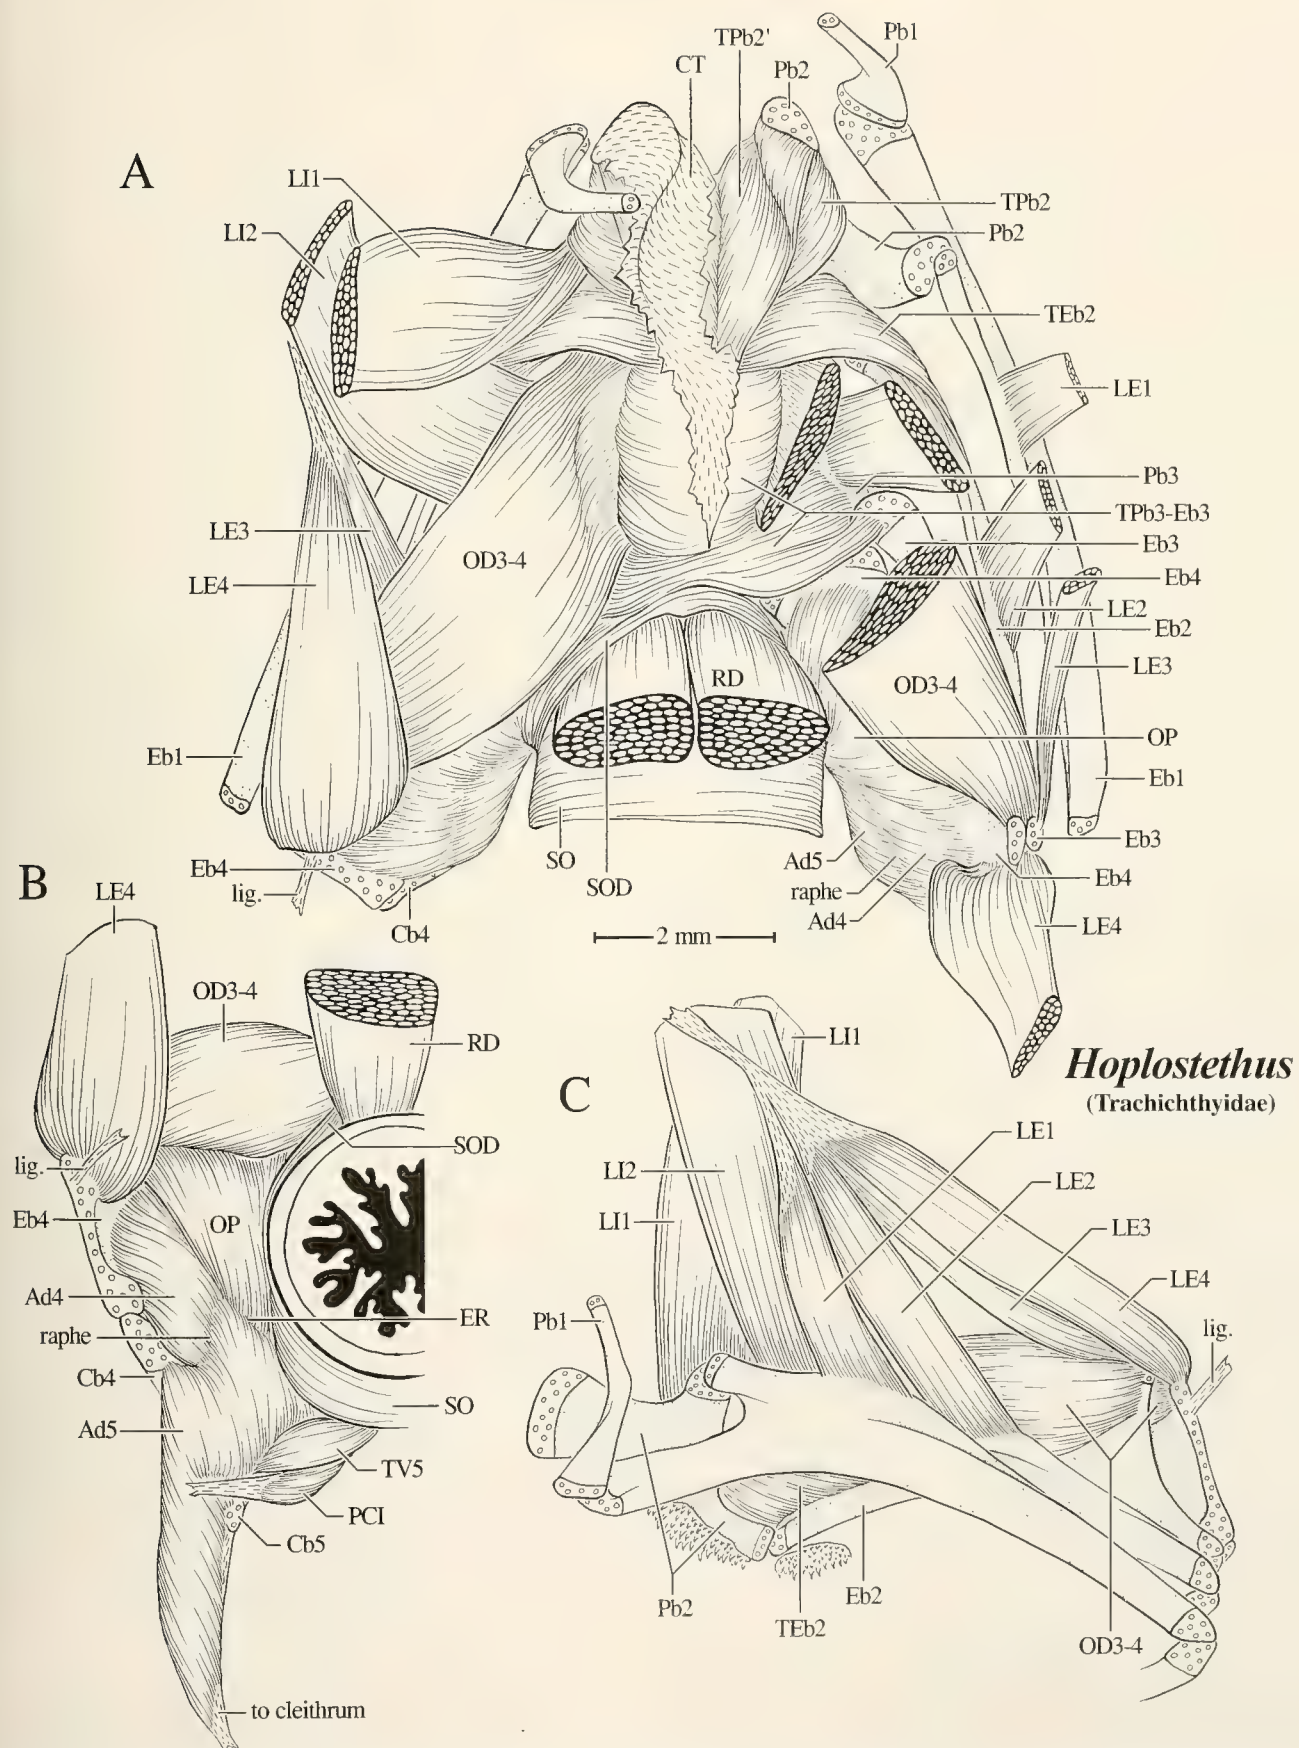 A
LI1
LI2
CT
TPb2'
Pb2
Pb1
TPb2
Pb2
TEb2
LE1
Pb3
TPb3-Eb3
Eb3
Eb4
LE2
Eb2
LE3
OP
Eb1
Eb3
Eb4
LE4
LE3
LE4
OD3-4
RD
OD3-4
Eb1
Eb4
lig.
Cb4
SO
SOD
Ad5
raphe
Ad4
2 mm
Hoplostethus
(Trachichthyidae)
B
LE4
OD3-4
RD
SOD
lig.
Eb4
OP
Ad4
raphe
ER
Cb4
SO
Ad5
TV5
PCI
Cb5
to cleithrum
C
LI1
LE1
LI2
LE2
LI1
LE3
LE4
lig.
Pb1
Pb2
TEb2
Eb2
OD3-4